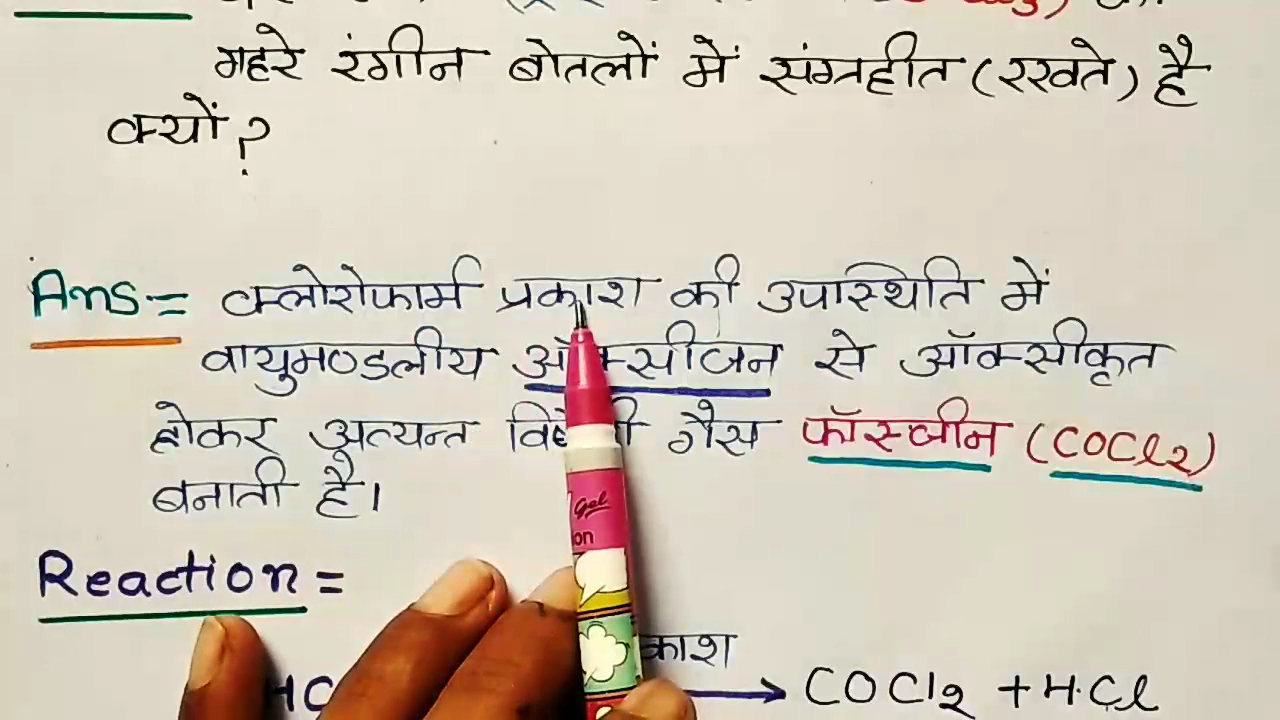 गहरे रंगीन बोतलों में संग्रहीत (रखते) है
क्यों?
Ans = क्लोरोफार्म प्रकाश की उपस्थिति में
वायुमण्डलीय ऑक्सीजन से ऑक्सीकृत
होकर अत्यन्त गैस फॉस्जीन (COCl2)
बनाती है।
Reaction =
COCl2 + HCl
Gel